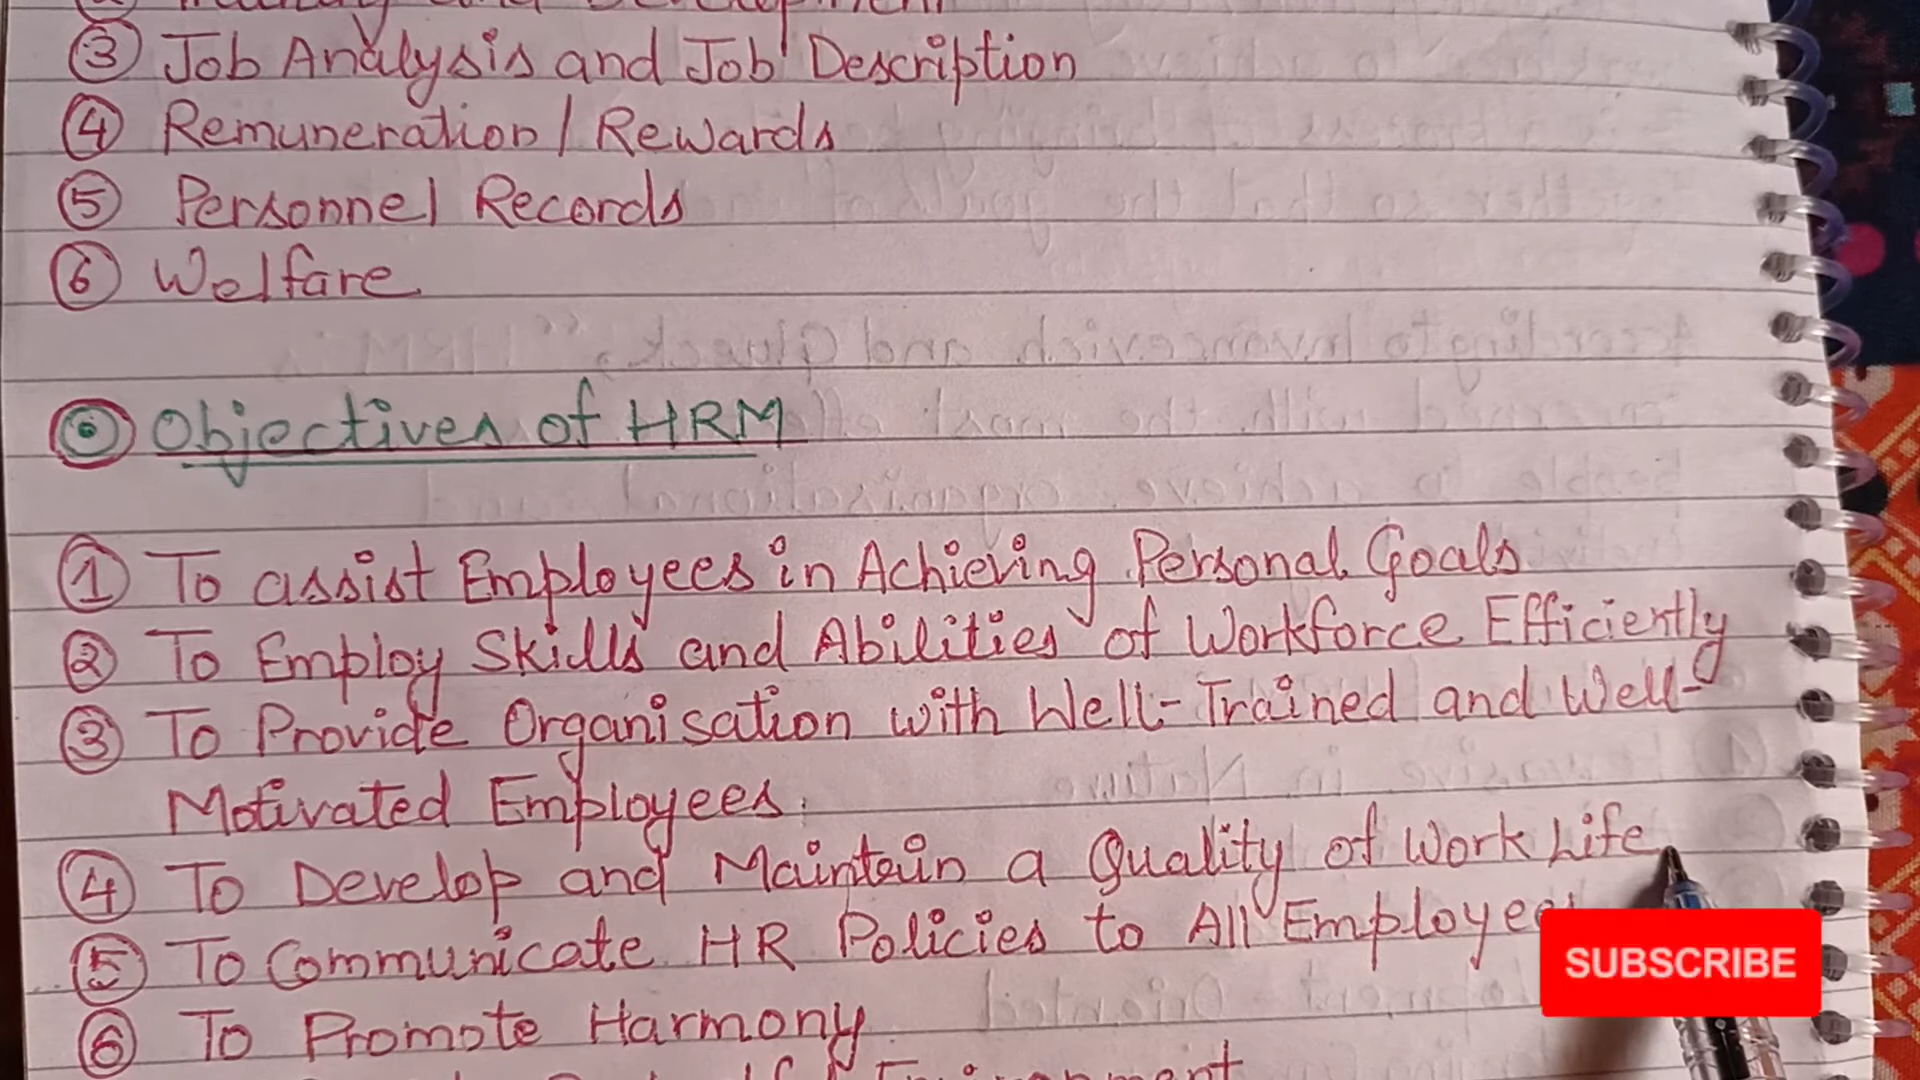 ③ Job Analysis and Job Description
④ Remuneration / Rewards
⑤ Personnel Records
⑥ Welfare
Objectives of HRM
① To assist Employees in Achieving Personal Goals
② To Employ Skills and Abilities of Workforce Efficiently
③ To Provide Organisation with Well-Trained and Well-
Motivated Employees.
④ To Develop and Maintain a Quality of Work Life
⑤ To Communicate HR Policies to All Employees
SUBSCRIBE
⑥ To Promote Harmony